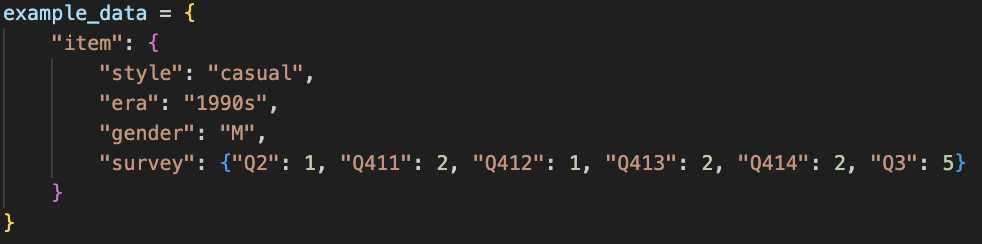 example_data = {
    "item": {
        "style": "casual",
        "era": "1990s",
        "gender": "M",
        "survey": {"Q2": 1, "Q411": 2, "Q412": 1, "Q413": 2, "Q414": 2, "Q3": 5}
    }
}